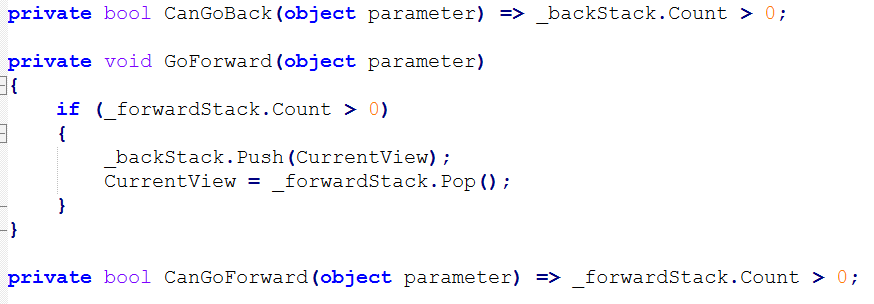 private bool CanGoBack(object parameter) => _backStack.Count > 0;
private void GoForward(object parameter)
{
if (_forwardStack.Count > 0)
{
_backStack.Push(CurrentView);
CurrentView = _forwardStack.Pop();
}
}
private bool CanGoForward(object parameter) => _forwardStack.Count > 0;